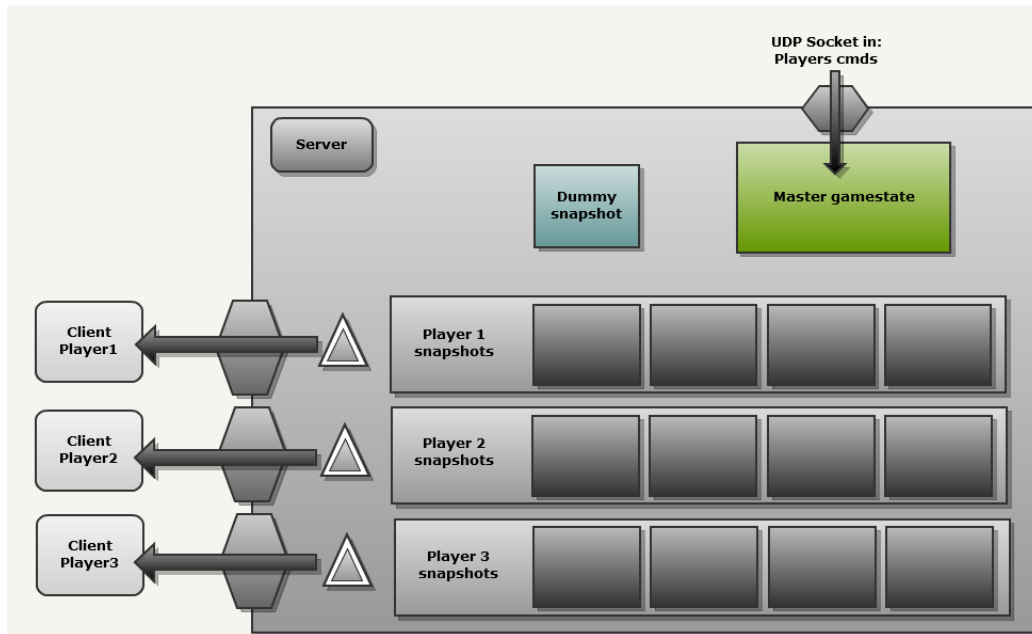 UDP Socket in:
Players cmds
Server
Dummy
snapshot
Master gamestate
Client
Player1
Player 1
snapshots
Client
Player2
Player 2
snapshots
Client
Player3
Player 3
snapshots